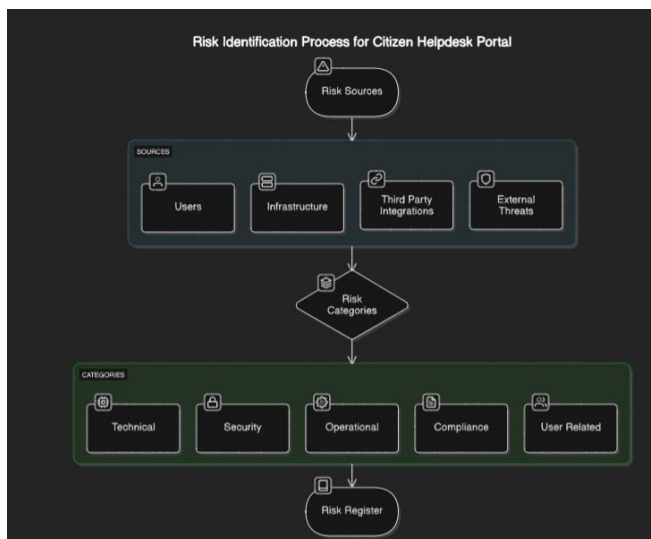 Risk Identification Process for Citizen Helpdesk Portal
Risk Sources
SOURCES
Users
Infrastructure
Third Party
Integrations
External
Threats
Risk
Categories
CATEGORIES
Technical
Security
Operational
Compliance
User Related
Risk Register